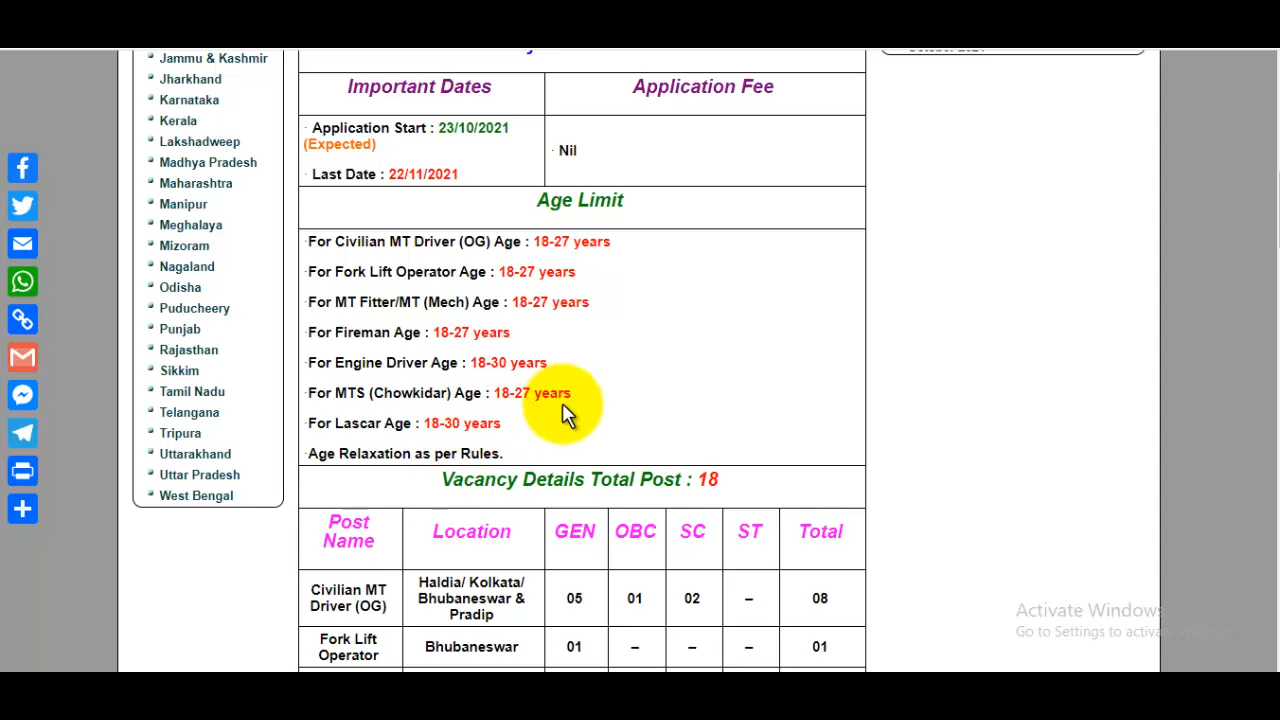 Jammu & Kashmir
Jharkhand
Karnataka
Kerala
Lakshadweep
Madhya Pradesh
Maharashtra
Manipur
Meghalaya
Mizoram
Nagaland
Odisha
Puducheery
Punjab
Rajasthan
Sikkim
Tamil Nadu
Telangana
Tripura
Uttarakhand
Uttar Pradesh
West Bengal
Important Dates
Application Fee
Application Start : 23/10/2021
(Expected)
Last Date : 22/11/2021
Nil
Age Limit
For Civilian MT Driver (OG) Age : 18-27 years
For Fork Lift Operator Age : 18-27 years
For MT Fitter/MT (Mech) Age : 18-27 years
For Fireman Age : 18-27 years
For Engine Driver Age : 18-30 years
For MTS (Chowkidar) Age : 18-27 years
For Lascar Age : 18-30 years
Age Relaxation as per Rules.
Vacancy Details Total Post : 18
Post Name Location GEN OBC SC ST Total
Civilian MT Driver (OG)
Haldia/ Kolkata/
Bhubaneswar &
Pradip
05 01 02 – 08
Fork Lift Operator
Bhubaneswar
01 – – – 01
Activate Windows
Go to Settings to activate